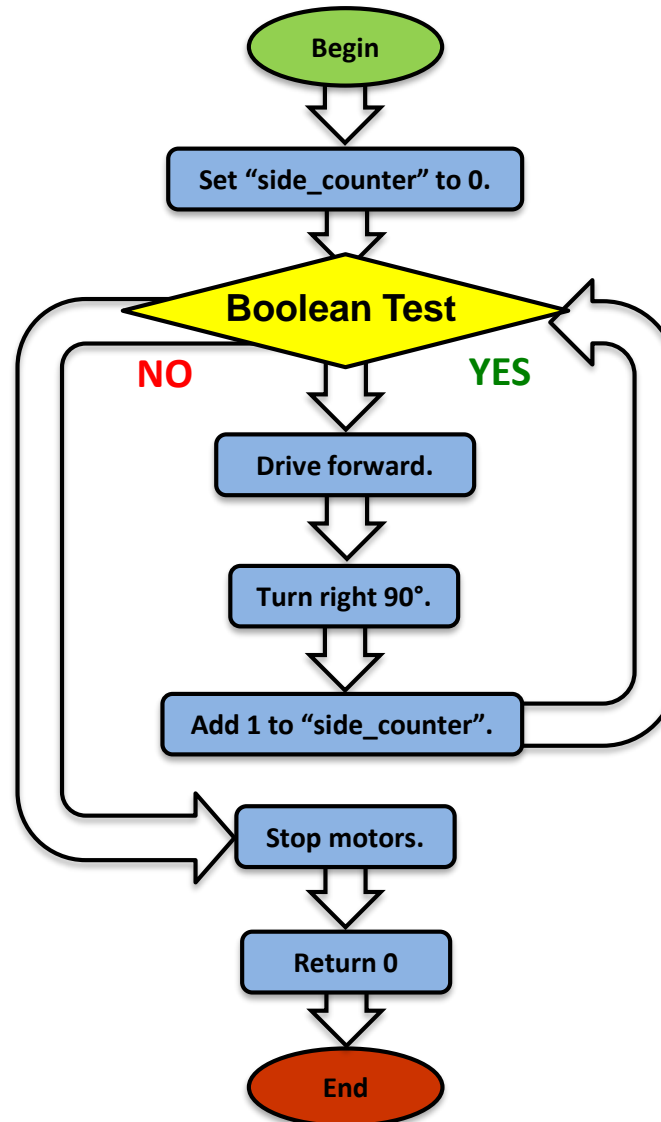 Begin
Set “side_counter” to 0.
Boolean Test
NO
YES
Drive forward.
Turn right 90°.
Add 1 to “side_counter”.
Stop motors.
Return 0
End